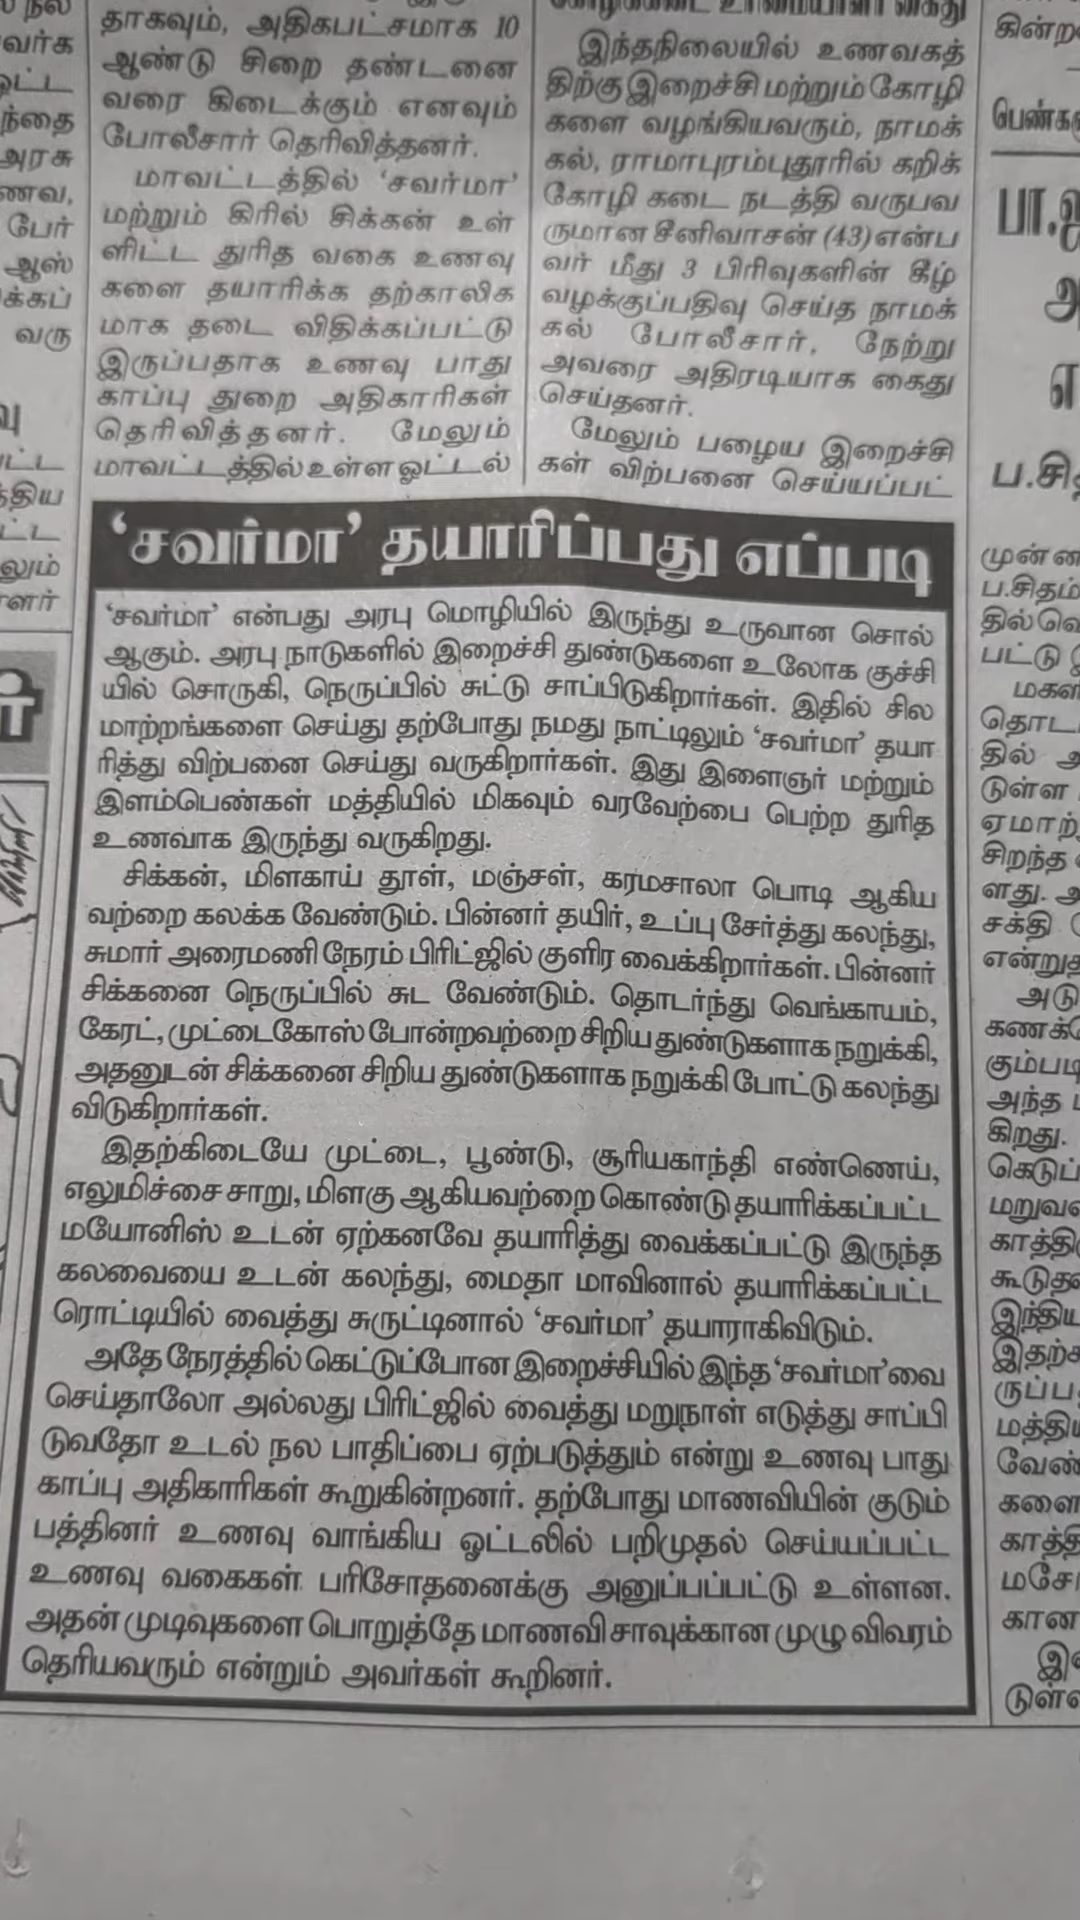 தாகவும், அதிகபட்சமாக 10
ஆண்டு சிறை தண்டனை
வரை கிடைக்கும் எனவும்
போலீசார் தெரிவித்தனர்.
மாவட்டத்தில் ‘சவர்மா’
மற்றும் கிரில் சிக்கன் உள்
ளிட்ட துரித வகை உணவு
களை தயாரிக்க தற்காலிக
மாக தடை விதிக்கப்பட்டு
இருப்பதாக உணவு பாது
காப்பு துறை அதிகாரிகள்
தெரிவித்தனர். மேலும்
மாவட்டத்தில் உள்ள ஓட்டல்
இந்தநிலையில் உணவகத்
திற்கு இறைச்சி மற்றும் கோழி
களை வழங்கியவரும், நாமக்
கல், ராமாபுரம்புதூரில் கறிக்
கோழி கடை நடத்தி வருபவ
ருமான சீனிவாசன் (43) என்ப
வர் மீது 3 பிரிவுகளின் கீழ்
வழக்குப்பதிவு செய்த நாமக்
கல் போலீசார், நேற்று
அவரை அதிரடியாக கைது
செய்தனர்.
மேலும் பழைய இறைச்சி
கள் விற்பனை செய்யப்பட்
‘சவர்மா’ தயாரிப்பது எப்படி
‘சவர்மா’ என்பது அரபு மொழியில் இருந்து உருவான சொல்
ஆகும். அரபு நாடுகளில் இறைச்சி துண்டுகளை உலோக குச்சி
யில் சொருகி, நெருப்பில் சுட்டு சாப்பிடுகிறார்கள். இதில் சில
மாற்றங்களை செய்து தற்போது நமது நாட்டிலும் ‘சவர்மா’ தயா
ரித்து விற்பனை செய்து வருகிறார்கள். இது இளைஞர் மற்றும்
இளம்பெண்கள் மத்தியில் மிகவும் வரவேற்பை பெற்ற துரித
உணவாக இருந்து வருகிறது.
சிக்கன், மிளகாய் தூள், மஞ்சள், கரமசாலா பொடி ஆகிய
வற்றை கலக்க வேண்டும். பின்னர் தயிர், உப்பு சேர்த்து கலந்து,
சுமார் அரைமணி நேரம் பிரிட்ஜில் குளிர வைக்கிறார்கள். பின்னர்
சிக்கனை நெருப்பில் சுட வேண்டும். தொடர்ந்து வெங்காயம்,
கேரட், முட்டைகோஸ் போன்றவற்றை சிறிய துண்டுகளாக நறுக்கி,
அதனுடன் சிக்கனை சிறிய துண்டுகளாக நறுக்கி போட்டு கலந்து
விடுகிறார்கள்.
இதற்கிடையே முட்டை, பூண்டு, சூரியகாந்தி எண்ணெய்,
எலுமிச்சை சாறு, மிளகு ஆகியவற்றை கொண்டு தயாரிக்கப்பட்ட
மயோனிஸ் உடன் ஏற்கனவே தயாரித்து வைக்கப்பட்டு இருந்த
கலவையை உடன் கலந்து, மைதா மாவினால் தயாரிக்கப்பட்ட
ரொட்டியில் வைத்து சுருட்டினால் ‘சவர்மா’ தயாராகிவிடும்.
அதே நேரத்தில் கெட்டுப்போன இறைச்சியில் இந்த ‘சவர்மா’வை
செய்தாலோ அல்லது பிரிட்ஜில் வைத்து மறுநாள் எடுத்து சாப்பி
டுவதோ உடல் நல பாதிப்பை ஏற்படுத்தும் என்று உணவு பாது
காப்பு அதிகாரிகள் கூறுகின்றனர். தற்போது மாணவியின் குடும்
பத்தினர் உணவு வாங்கிய ஓட்டலில் பறிமுதல் செய்யப்பட்ட
உணவு வகைகள் பரிசோதனைக்கு அனுப்பப்பட்டு உள்ளன.
அதன் முடிவுகளை பொறுத்தே மாணவி சாவுக்கான முழு விவரம்
தெரியவரும் என்றும் அவர்கள் கூறினர்.